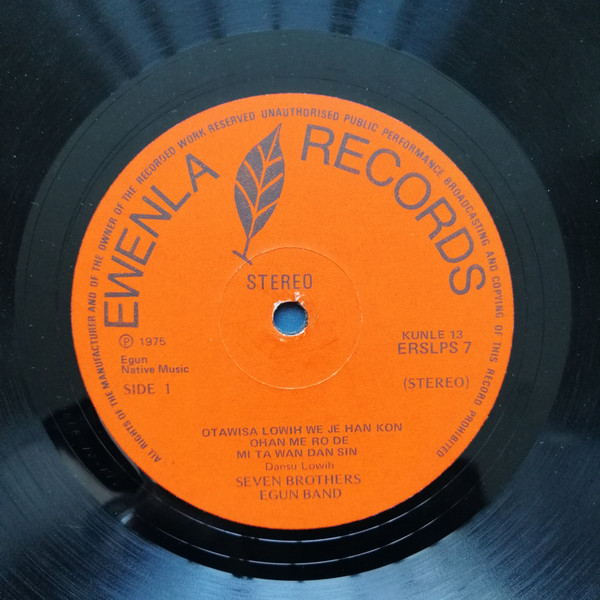 ALL RIGHTS OF THE MANUFACTURER AND OF THE OWNER OF THE RECORDED WORK RESERVED UNAUTHORISED PUBLIC PERFORMANCE BROADCASTING AND COPYING OF THIS RECORD PROHIBITED
EWENLA RECORDS
STEREO
℗ 1975
Egun
Native Music
SIDE 1
KUNLE 13
ERSLPS 7
(STEREO)
OTAWISA LOWIH WE JE HAN KON
OHAN ME RO DE
MI TA WAN DAN SIN
Dansu Lowih
SEVEN BROTHERS
EGUN BAND